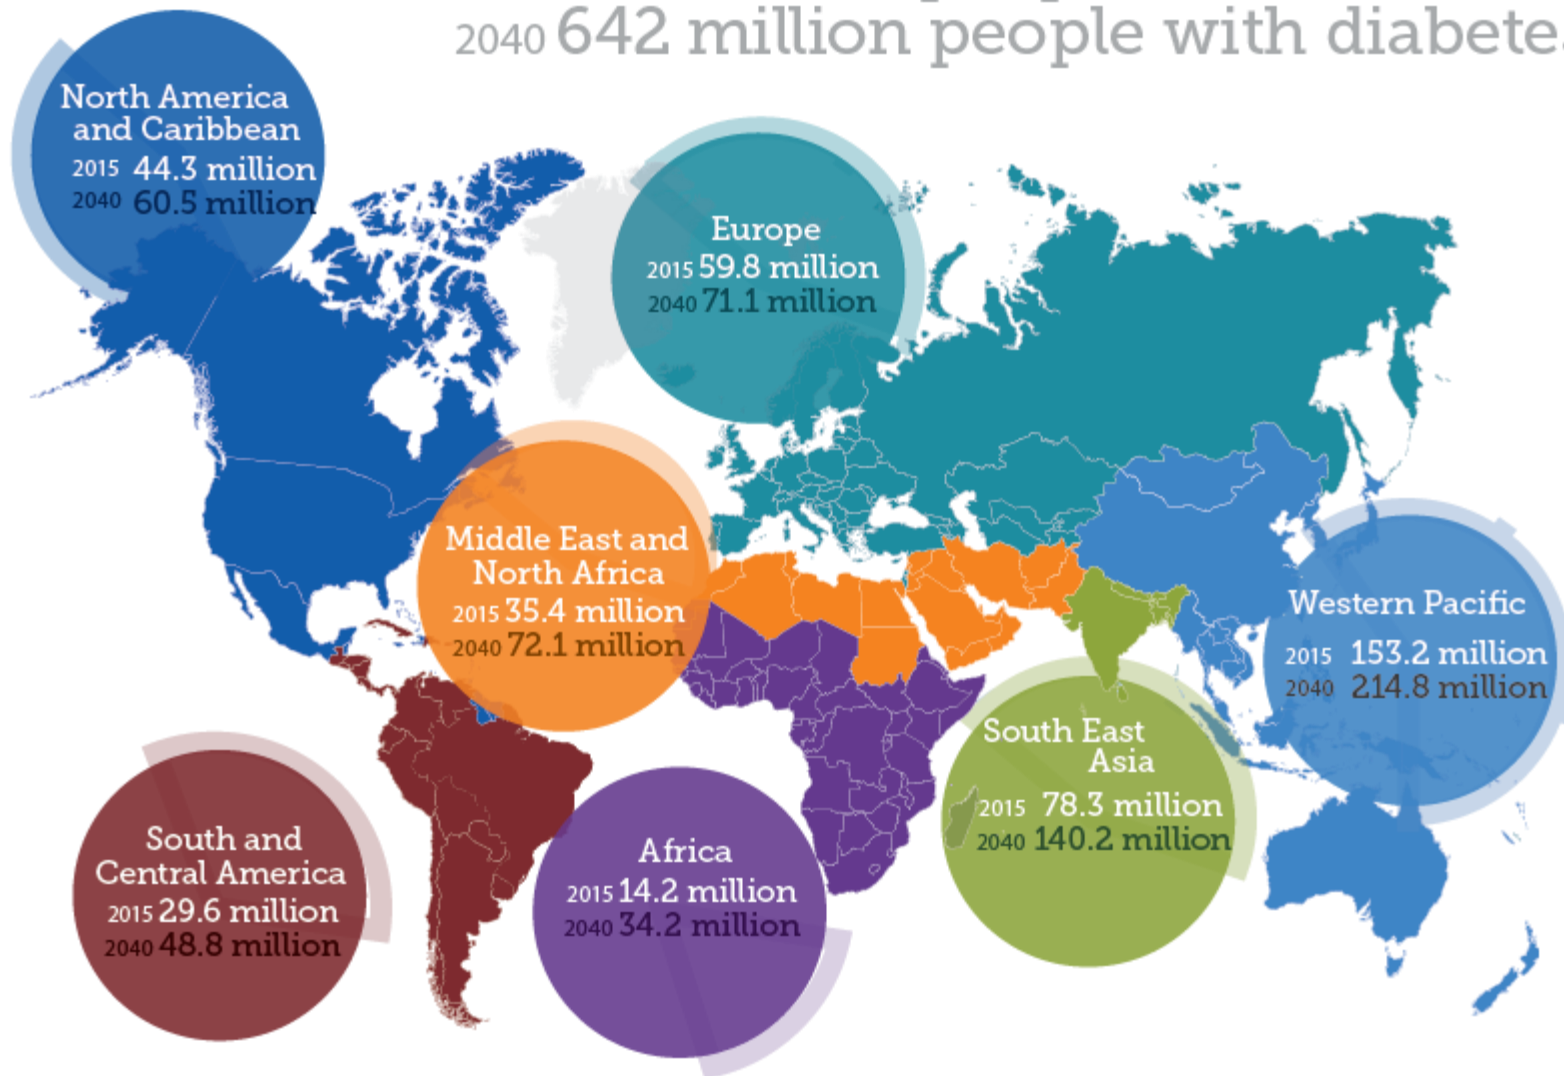 2040 642 million people with diabete
North America
and Caribbean
2015 44.3 million
2040 60.5 million
Europe
2015 59.8 million
2040 71.1 million
Middle East and
North Africa
2015 35.4 million
2040 72.1 million
Western Pacific
2015 153.2 million
2040 214.8 million
South East
Asia
2015 78.3 million
2040 140.2 million
South and
Central America
2015 29.6 million
2040 48.8 million
Africa
2015 14.2 million
2040 34.2 million